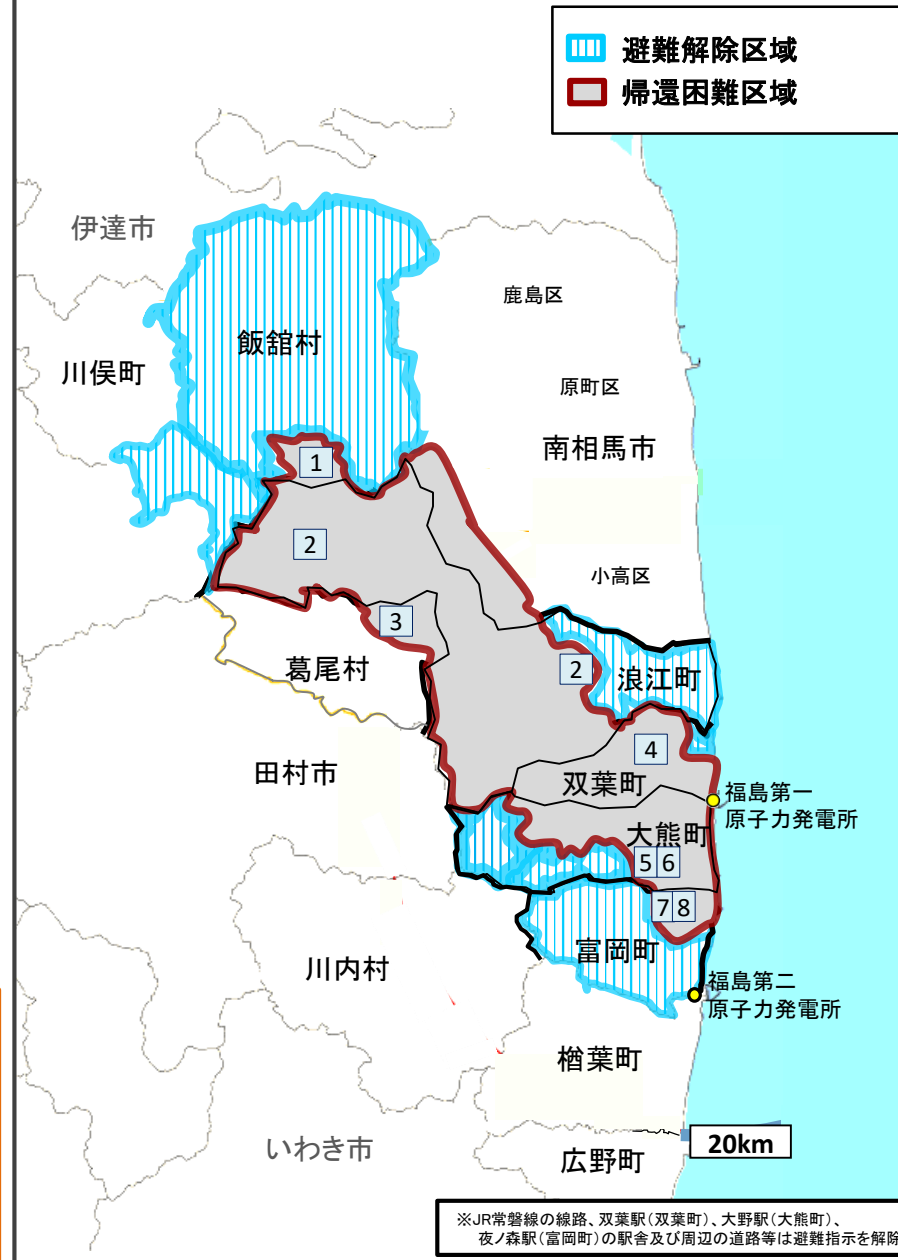 避難解除区域
帰還困難区域
伊達市
鹿島区
飯舘村
川俣町
原町区
南相馬市
1
2
小高区
3
葛尾村
2
浪江町
4
田村市
双葉町
福島第一
原子力発電所
大熊町
5 6
7 8
富岡町
川内村
福島第二
原子力発電所
楢葉町
いわき市
20km
広野町
※JR常磐線の線路、双葉駅(双葉町)、大野駅(大熊町)、
夜ノ森駅(富岡町)の駅舎及び周辺の道路等は避難指示を解除